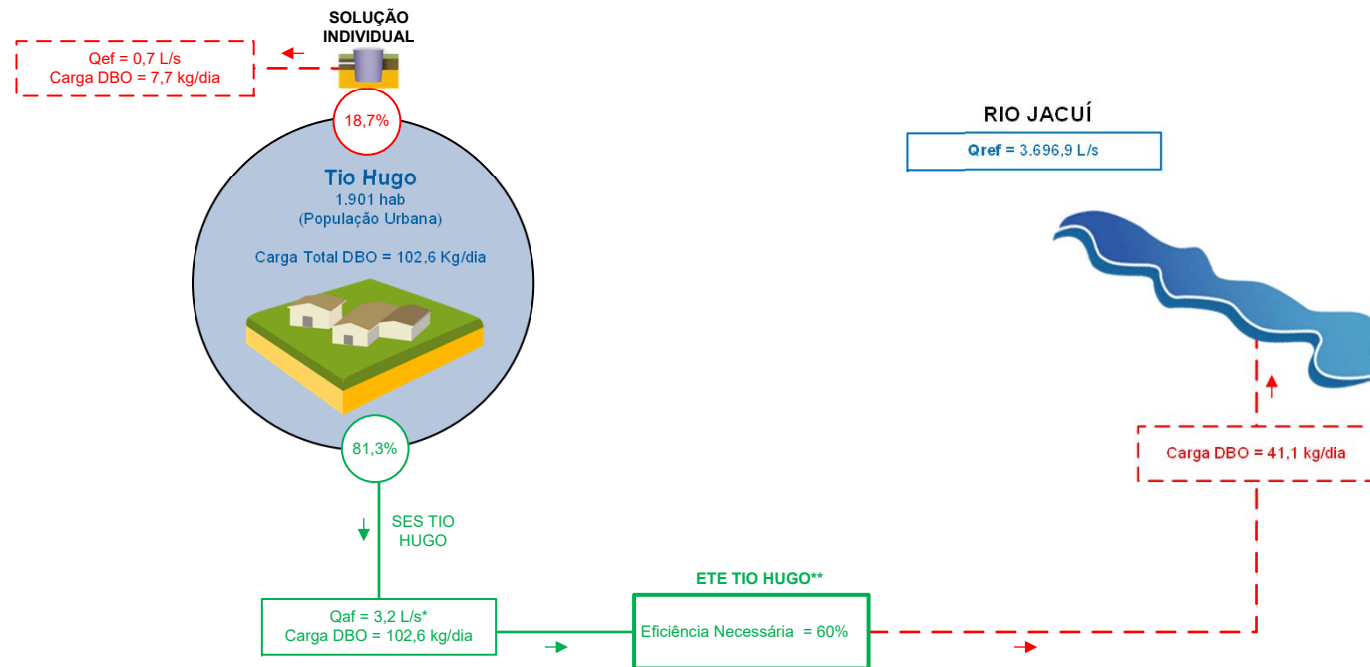 SOLUÇÃO
INDIVIDUAL
Qef = 0,7 L/s
Carga DBO = 7,7 kg/dia
18,7%
Tio Hugo
1.901 hab
(População Urbana)
Carga Total DBO = 102,6 Kg/dia
81,3%
SES TIO
HUGO
Qaf = 3,2 L/s*
Carga DBO = 102,6 kg/dia
ETE TIO HUGO**
Eficiência Necessária = 60%
RIO JACUÍ
Qref = 3.696,9 L/s
Carga DBO = 41,1 kg/dia